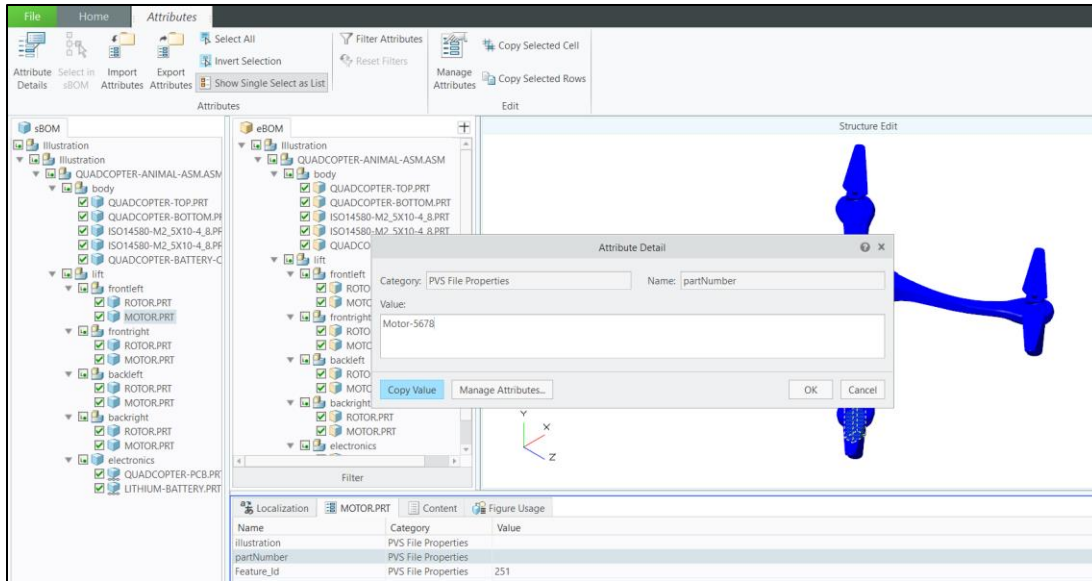 File Home Attributes
Select All
Invert Selection
Show Single Select as List
Filter Attributes
Reset Filters
Copy Selected Cell
Copy Selected Rows
Attribute Details
Select in sBOM
Import Attributes
Export Attributes
Manage Attributes
Attributes
Edit
sBOM
Illustration
Illustration
QUADCOPTER-ANIMAL-ASM.ASM
body
QUADCOPTER-TOP.PRT
QUADCOPTER-BOTTOM.PF
ISO14580-M2_5X10-4_8.PF
ISO14580-M2_5X10-4_8.PF
QUADCOPTER-BATTERY-C
lift
frontleft
ROTOR.PRT
MOTOR.PRT
frontright
ROTOR.PRT
MOTOR.PRT
backleft
ROTOR.PRT
MOTOR.PRT
backright
ROTOR.PRT
MOTOR.PRT
electronics
QUADCOPTER-PCB.PR
LITHIUM-BATTERY.PRT
eBOM
Illustration
QUADCOPTER-ANIMAL-ASM.ASM
body
QUADCOPTER-TOP.PRT
QUADCOPTER-BOTTOM.PRT
ISO14580-M2_5X10-4_8.PRT
ISO14580-M2_5X10-4_8.PRT
QUADCO
lift
frontleft
ROTO
MOTC
frontright
ROTO
MOTC
backleft
ROTO
MOTC
backright
ROTOR.PRT
MOTOR.PRT
electronics
Filter
Structure Edit
Attribute Detail
Category: PVS File Properties Name: partNumber
Value:
Motor-5678
Copy Value Manage Attributes... OK Cancel
Y
X
Z
Localization MOTOR.PRT Content Figure Usage
Name Category Value
illustration PVS File Properties
partNumber PVS File Properties
Feature_Id PVS File Properties 251